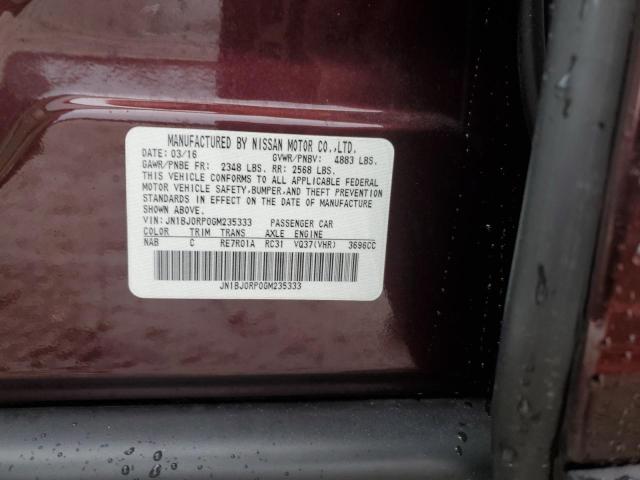 MANUFACTURED BY NISSAN MOTOR CO.,LTD.
DATE: 03/16 GVWR/PNBV: 4883 LBS.
GAWR/PNBE FR: 2348 LBS. RR: 2568 LBS.
THIS VEHICLE CONFORMS TO ALL APPLICABLE FEDERAL
MOTOR VEHICLE SAFETY, BUMPER, AND THEFT PREVENTION
STANDARDS IN EFFECT ON THE DATE OF MANUFACTURE
SHOWN ABOVE.
VIN: JN1BJ0RP0GM235333 PASSENGER CAR
COLOR TRIM TRANS AXLE ENGINE
NAB C RE7R01A RC31 VQ37(VHR) 3696CC
JN1BJ0RP0GM235333